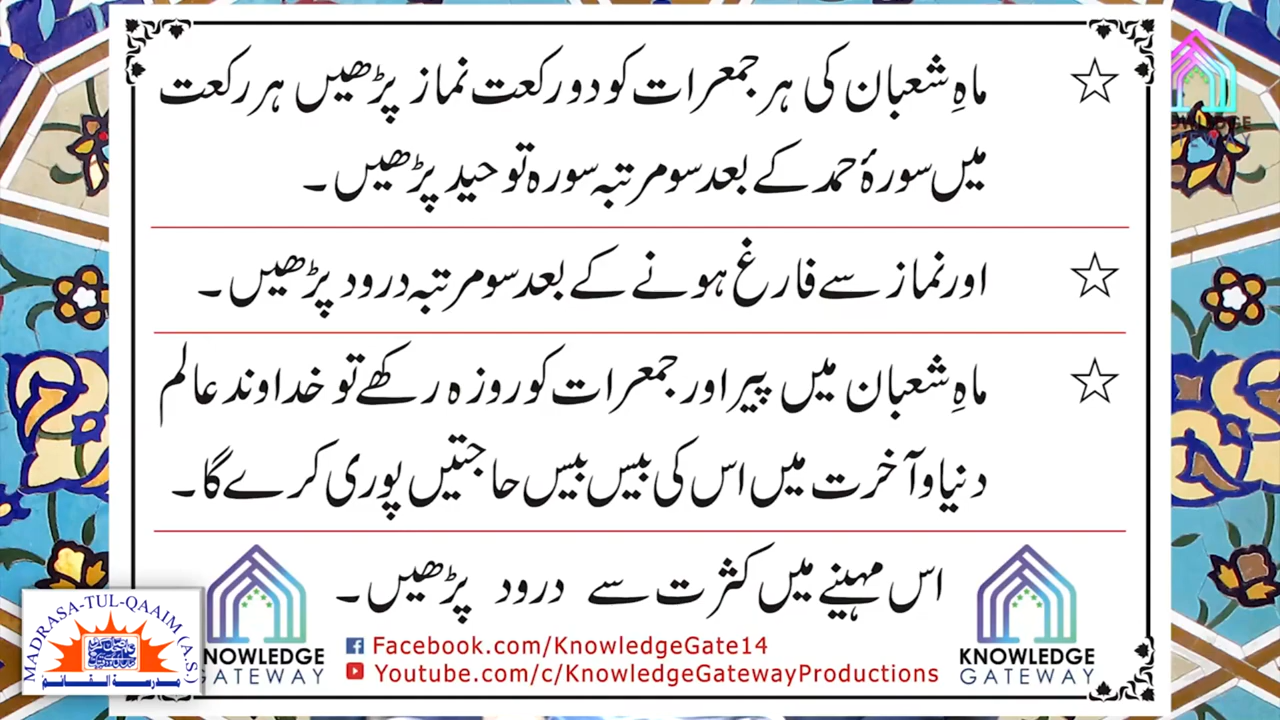 ماہِ شعبان کی ہر جمعرات کو دو رکعت نماز پڑھیں ہر رکعت
میں سورۂ حمد کے بعد سو مرتبہ سورہ توحید پڑھیں۔
اور نماز سے فارغ ہونے کے بعد سو مرتبہ درود پڑھیں۔
ماہِ شعبان میں پیر اور جمعرات کو روزہ رکھے تو خداوند عالم
دنیا و آخرت میں اس کی بیس بیس حاجتیں پوری کرے گا۔
اس مہینے میں کثرت سے درود پڑھیں۔
Facebook.com/KnowledgeGate14
Youtube.com/c/KnowledgeGatewayProductions
KNOWLEDGE
GATEWAY
KNOWLEDGE
GATEWAY
MADRASA-TUL-QAAIM (A.S.)
مدرسة القائم